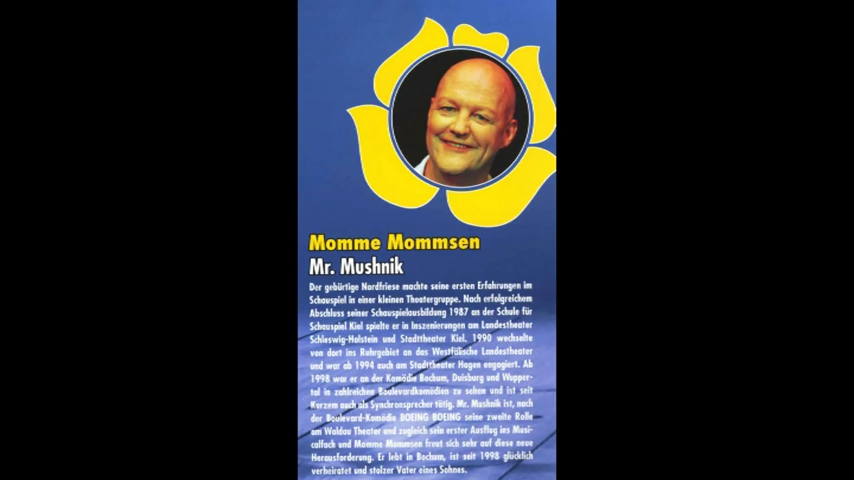 Momme Mommsen
Mr. Mushnik
Der gebürtige Nordfriese machte seine ersten Erfahrungen im
Schauspiel in einer kleinen Theatergruppe. Nach erfolgreichem
Abschluss seiner Schauspielausbildung 1987 an der Schule für
Schauspiel Kiel spielte er in Inszenierungen am Landestheater
Schleswig-Holstein und Stadttheater Kiel. 1990 wechselte
von dort ins Ruhrgebiet an das Westfälische Landestheater
und war ab 1994 auch am Stadttheater Hagen engagiert. Ab
1998 war er an der Komödie Bochum, Duisburg und Wupper-
tal in zahlreichen Boulevardkomödien zu sehen und ist seit
Kurzem auch als Synchronsprecher tätig. Mr. Mushnik ist, nach
der Boulevard-Komödie BOEING BOEING seine zweite Rolle
am Waldau Theater und zugleich sein erster Ausflug ins Musi-
calfach und Momme Mommsen freut sich sehr auf diese neue
Herausforderung. Er lebt in Bochum, ist seit 1998 glücklich
verheiratet und stolzer Vater eines Sohnes.